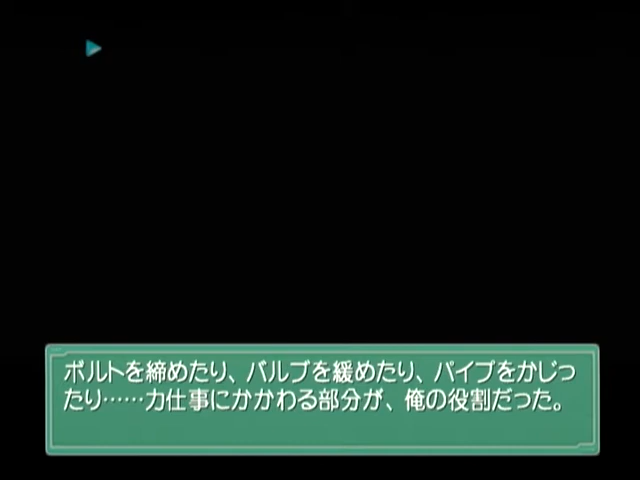 ボルトを締めたり、バルブを緩めたり、パイプをかじっ
たり……力仕事にかかわる部分が、俺の役割だった。